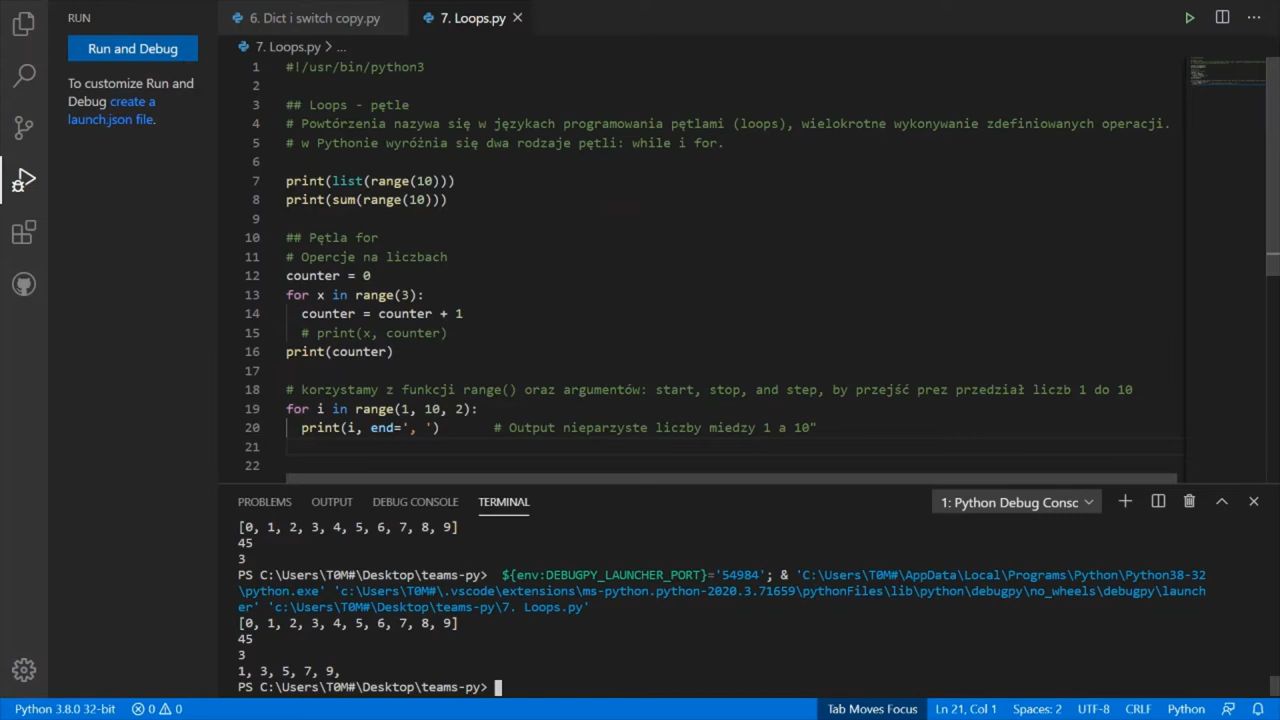 RUN
Run and Debug
To customize Run and
Debug create a
launch.json file.
6. Dict i switch copy.py
7. Loops.py
7. Loops.py > ...
1 #!/usr/bin/python3
2
3 ## Loops - pętle
4 # Powtórzenia nazywa się w językach programowania pętlami (loops), wielokrotne wykonywanie zdefiniowanych operacji.
5 # w Pythonie wyróżnia się dwa rodzaje pętli: while i for.
6
7 print(list(range(10)))
8 print(sum(range(10)))
9
10 ## Pętla for
11 # Opercje na liczbach
12 counter = 0
13 for x in range(3):
14 counter = counter + 1
15 # print(x, counter)
16 print(counter)
17
18 # korzystamy z funkcji range() oraz argumentów: start, stop, and step, by przejść prez przedział liczb 1 do 10
19 for i in range(1, 10, 2):
20 print(i, end=', ') # Output nieparzyste liczby miedzy 1 a 10"
21
22
PROBLEMS OUTPUT DEBUG CONSOLE TERMINAL
1: Python Debug Consc
[0, 1, 2, 3, 4, 5, 6, 7, 8, 9]
45
3
PS C:\Users\T0M#\Desktop\teams-py> ${env:DEBUGPY_LAUNCHER_PORT}='54984'; & 'C:\Users\T0M#\AppData\Local\Programs\Python\Python38-32
\python.exe' 'c:\Users\T0M#\.vscode\extensions\ms-python.python-2020.3.71659\pythonFiles\lib\python\debugpy\no_wheels\debugpy\launch
er' 'c:\Users\T0M#\Desktop\teams-py\7. Loops.py'
[0, 1, 2, 3, 4, 5, 6, 7, 8, 9]
45
3
1, 3, 5, 7, 9,
PS C:\Users\T0M#\Desktop\teams-py>
Python 3.8.0 32-bit 0 0 Tab Moves Focus Ln 21, Col 1 Spaces: 2 UTF-8 CRLF Python